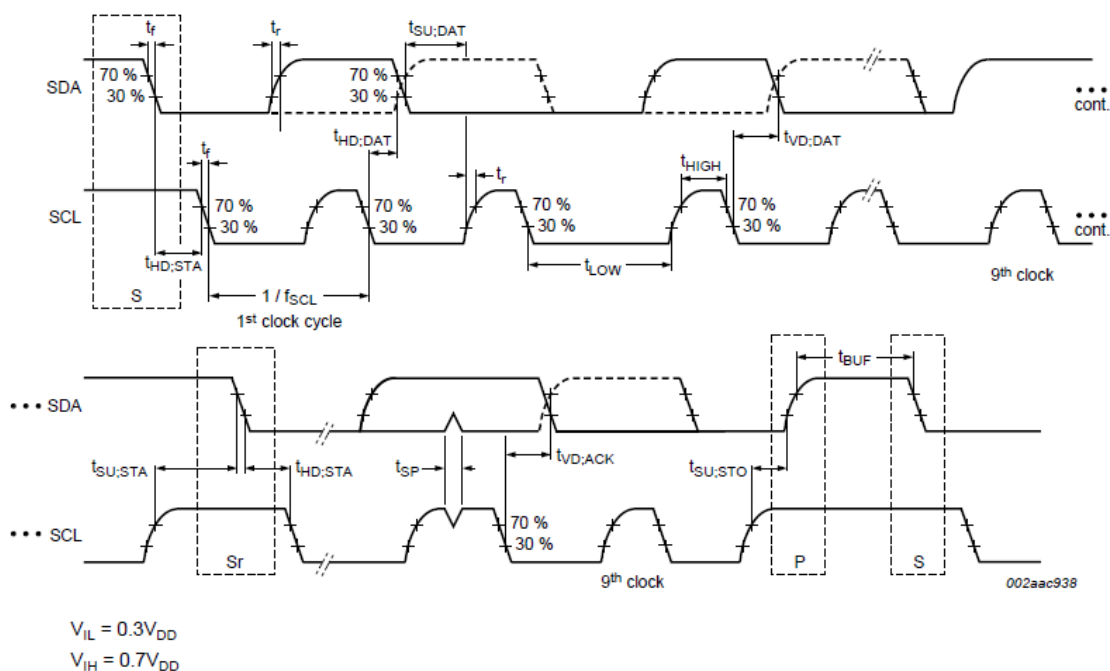 tf
tr
tSU;DAT
SDA
70 %
30 %
70 %
30 %
cont.
tHD;DAT
tVD;DAT
tf
tr
tHIGH
SCL
70 %
30 %
70 %
30 %
70 %
30 %
70 %
30 %
cont.
tHD;STA
tLOW
9th clock
S
1 / fSCL
1st clock cycle
tBUF
SDA
tSU;STA
tHD;STA
tSP
tVD;ACK
tSU;STO
SCL
70 %
30 %
Sr
9th clock
P
S
002aac938
VIL = 0.3VDD
VIH = 0.7VDD